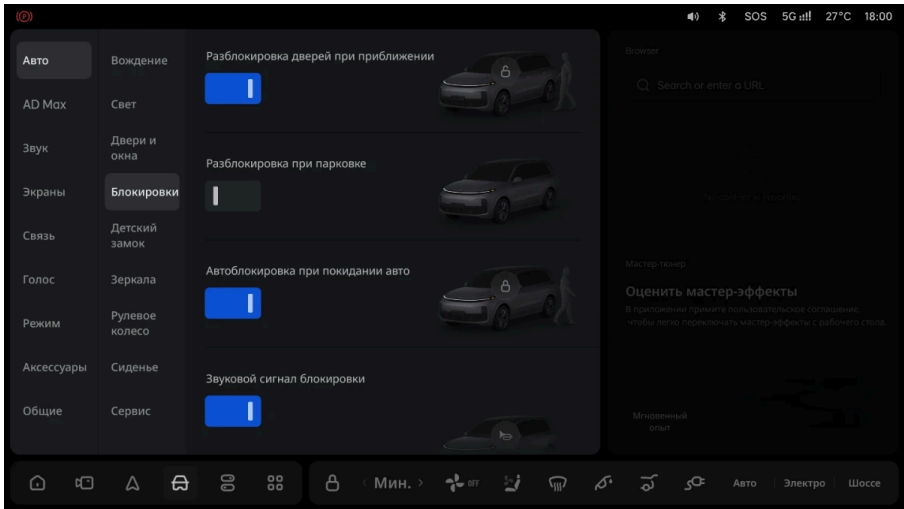 (P)
SOS 5G 27°C 18:00
Авто
AD Max
Звук
Экраны
Связь
Голос
Режим
Аксессуары
Общие
Вождение
Свет
Двери и
окна
Блокировки
Детский
замок
Зеркала
Рулевое
колесо
Сиденье
Сервис
Разблокировка дверей при приближении
Разблокировка при парковке
Автоблокировка при покидании авто
Звуковой сигнал блокировки
Browser
Search or enter a URL
Мастер-тюнер
Оценить мастер-эффекты
В приложении примите пользовательское соглашение,
чтобы легко переключать мастер-эффекты с рабочего стола.
Мгновенный
опыт
Мин. OFF Авто Электро Шоссе